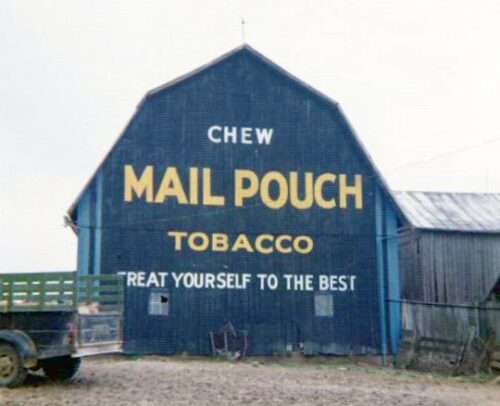 CHEW
MAIL POUCH
TOBACCO
TREAT YOURSELF TO THE BEST